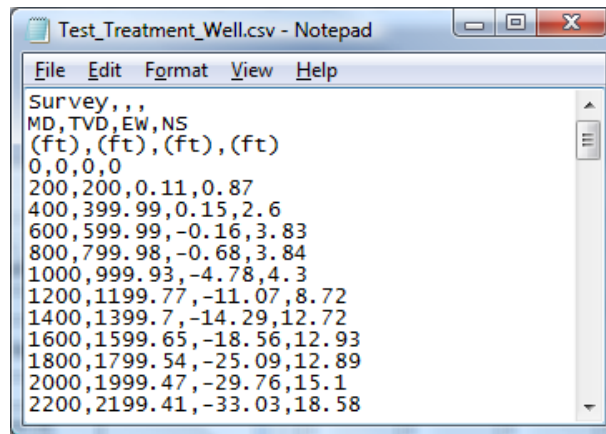 Test_Treatment_Well.csv - Notepad
File Edit Format View Help
Survey,,,
MD,TVD,EW,NS
(ft),(ft),(ft),(ft)
0,0,0,0
200,200,0.11,0.87
400,399.99,0.15,2.6
600,599.99,-0.16,3.83
800,799.98,-0.68,3.84
1000,999.93,-4.78,4.3
1200,1199.77,-11.07,8.72
1400,1399.7,-14.29,12.72
1600,1599.65,-18.56,12.93
1800,1799.54,-25.09,12.89
2000,1999.47,-29.76,15.1
2200,2199.41,-33.03,18.58